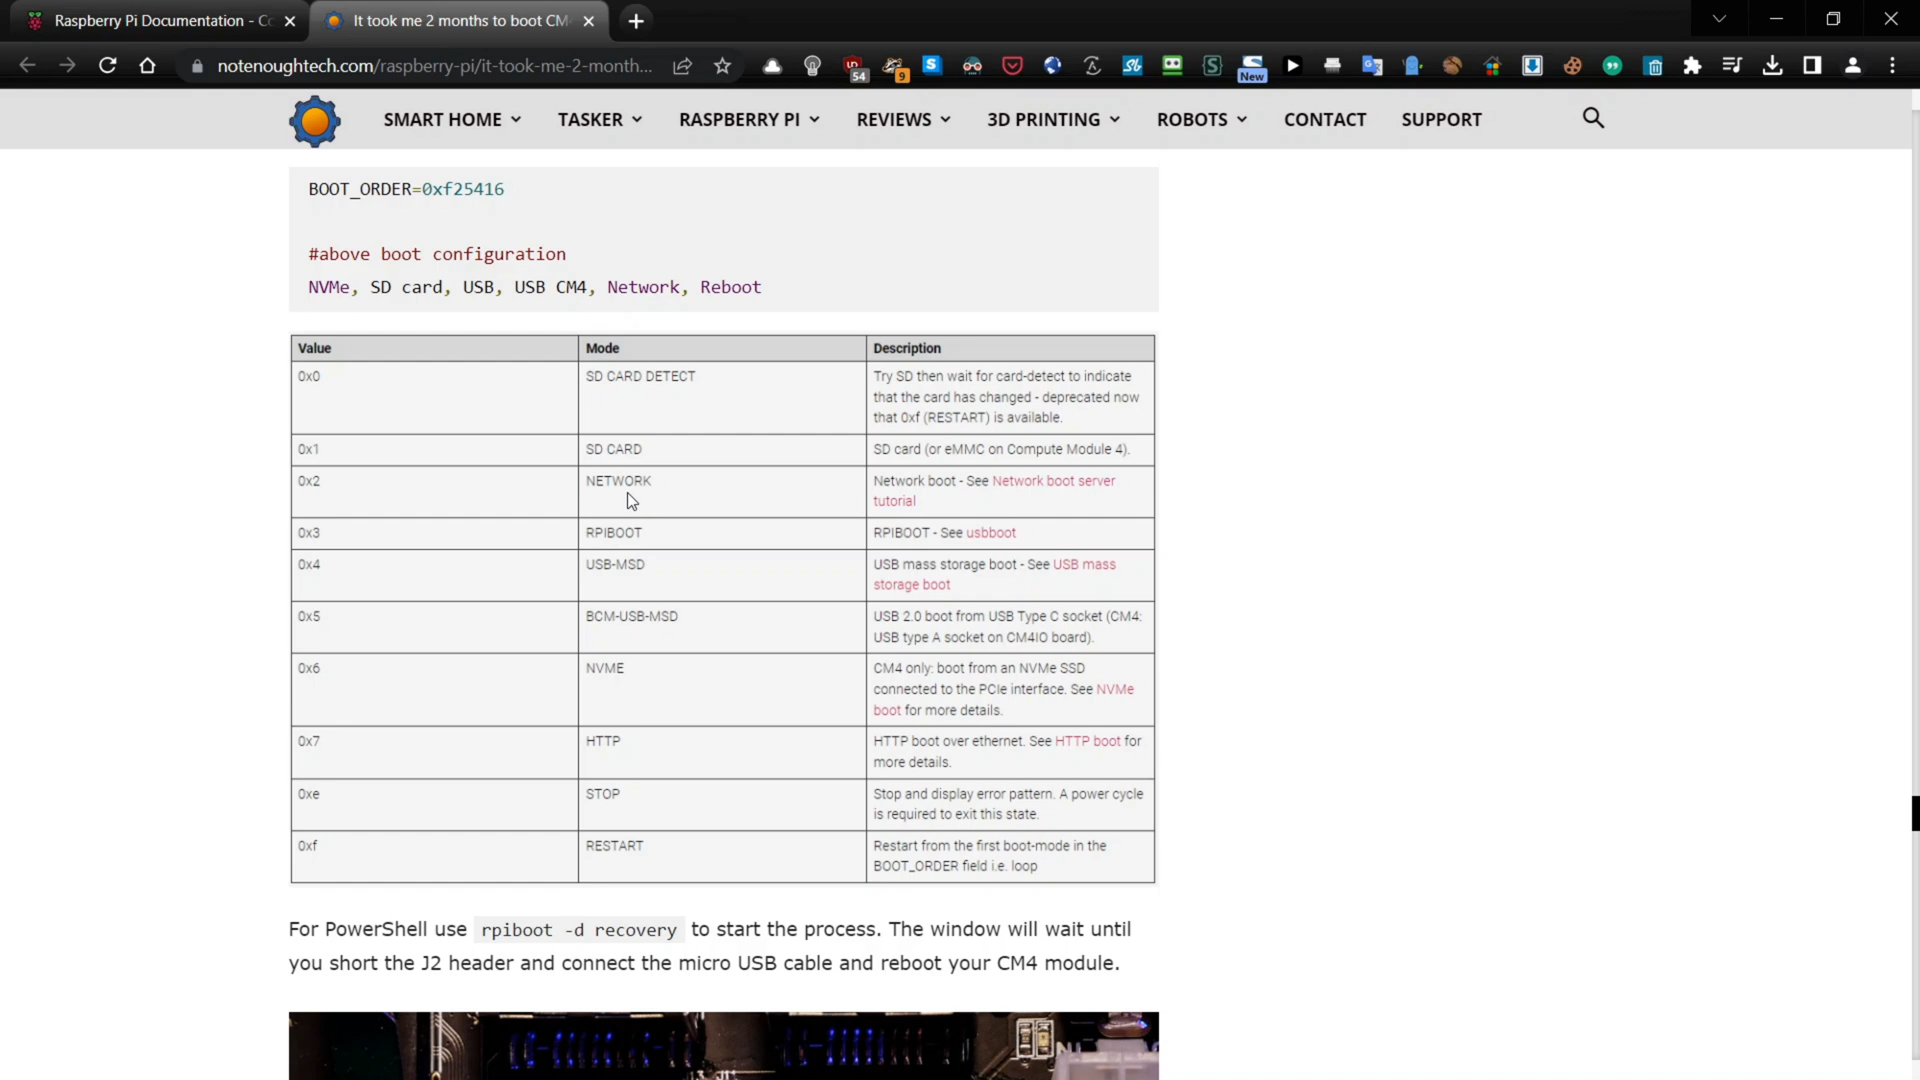 Raspberry Pi Documentation - Co
It took me 2 months to boot CM4
notenoughtech.com/raspberry-pi/it-took-me-2-month...
54
9
New
SMART HOME
TASKER
RASPBERRY PI
REVIEWS
3D PRINTING
ROBOTS
CONTACT
SUPPORT
BOOT_ORDER=0xf25416
#above boot configuration
NVMe, SD card, USB, USB CM4, Network, Reboot
Value Mode Description
0x0 SD CARD DETECT Try SD then wait for card-detect to indicate
that the card has changed - deprecated now
that 0xf (RESTART) is available.
0x1 SD CARD SD card (or eMMC on Compute Module 4).
0x2 NETWORK Network boot - See Network boot server
tutorial
0x3 RPIBOOT RPIBOOT - See usbboot
0x4 USB-MSD USB mass storage boot - See USB mass
storage boot
0x5 BCM-USB-MSD USB 2.0 boot from USB Type C socket (CM4:
USB type A socket on CM4IO board).
0x6 NVME CM4 only: boot from an NVMe SSD
connected to the PCIe interface. See NVMe
boot for more details.
0x7 HTTP HTTP boot over ethernet. See HTTP boot for
more details.
0xe STOP Stop and display error pattern. A power cycle
is required to exit this state.
0xf RESTART Restart from the first boot-mode in the
BOOT_ORDER field i.e. loop
For PowerShell use rpiboot -d recovery to start the process. The window will wait until
you short the J2 header and connect the micro USB cable and reboot your CM4 module.